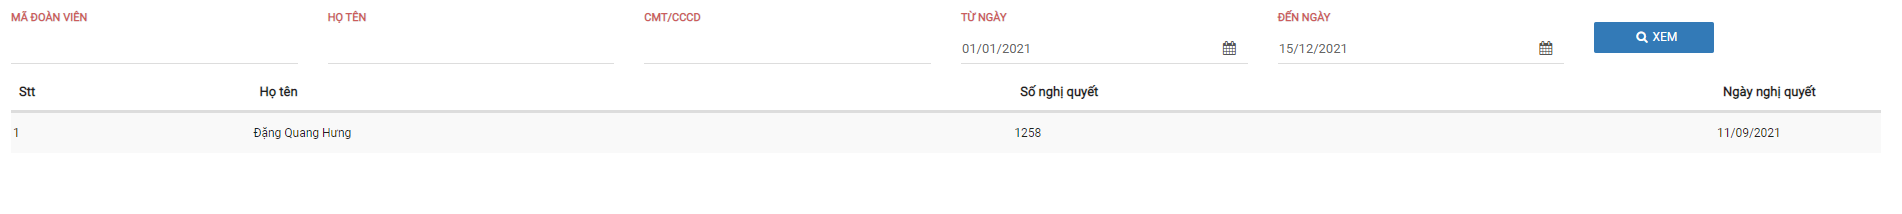 MÃ ĐOÀN VIÊN HỌ TÊN CMT/CCCD TỪ NGÀY ĐẾN NGÀY
01/01/2021 15/12/2021 XEM
Stt Họ tên Số nghị quyết Ngày nghị quyết
1 Đặng Quang Hưng 1258 11/09/2021